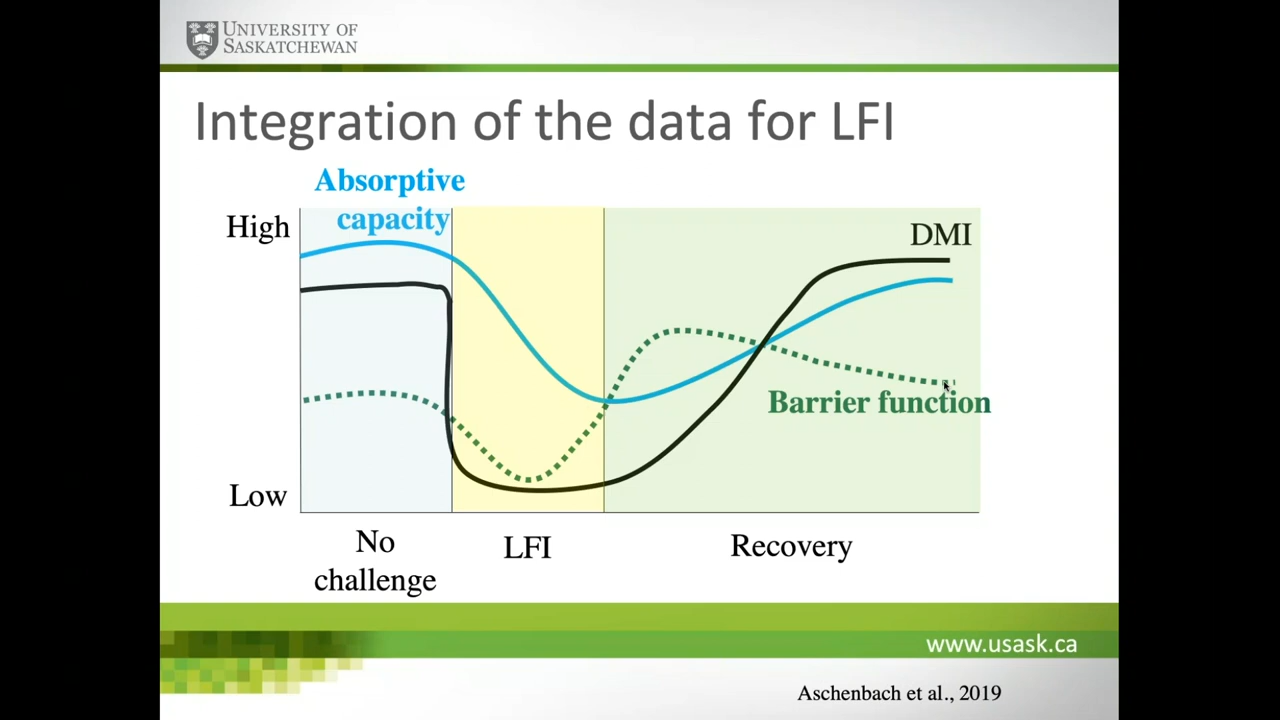 UNIVERSITY OF
SASKATCHEWAN
Integration of the data for LFI
Absorptive
capacity
High
DMI
Barrier function
Low
No
challenge
LFI
Recovery
www.usask.ca
Aschenbach et al., 2019